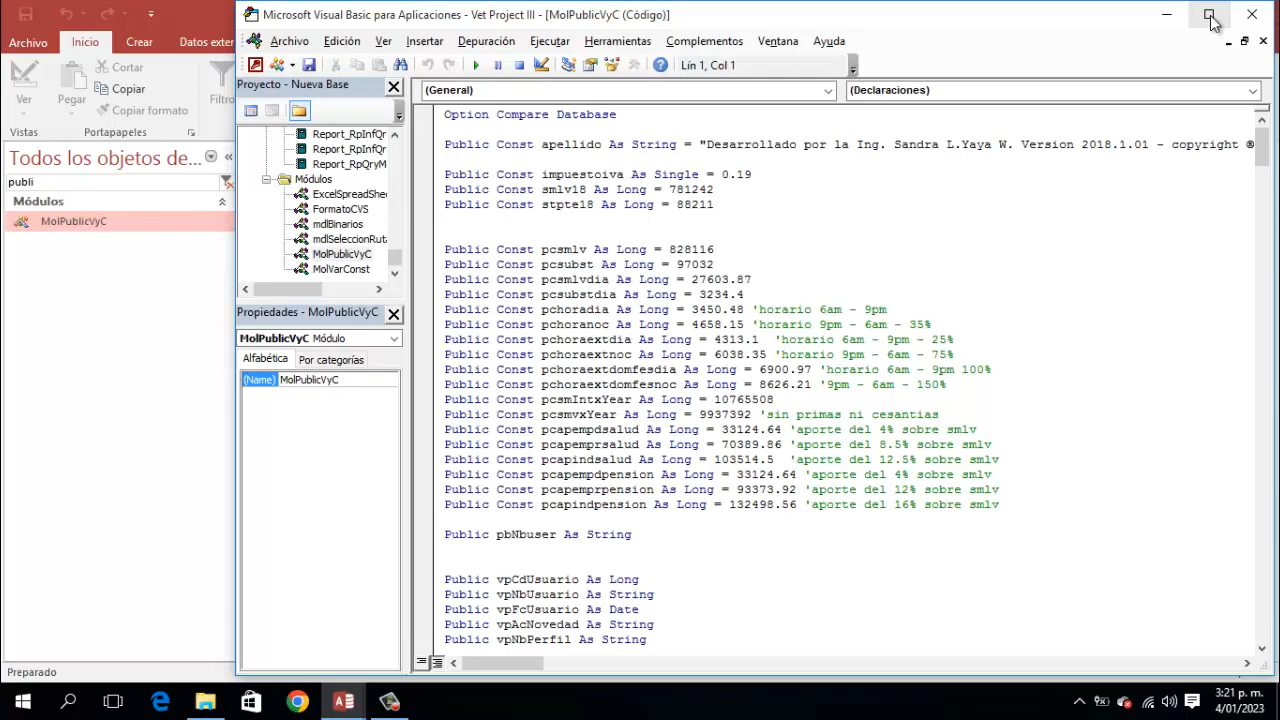 Archivo
Inicio
Crear
Datos exter
Ver
Pegar
Cortar
Copiar
Copiar formato
Filtro
Vistas
Portapapeles
Todos los objetos de...
publi
Módulos
MolPublicVyC
Preparado
Microsoft Visual Basic para Aplicaciones - Vet Project III - [MolPublicVyC (Código)]
Archivo Edición Ver Insertar Depuración Ejecutar Herramientas Complementos Ventana Ayuda
Lín 1, Col 1
Proyecto - Nueva Base
Report_RpInfQr
Report_RpInfQr
Report_RpQryM
Módulos
ExcelSpreadShe
FormatoCVS
mdlBinarios
mdlSeleccionRuta
MolPublicVyC
MolVarConst
Propiedades - MolPublicVyC
MolPublicVyC Módulo
Alfabética Por categorías
(Name) MolPublicVyC
(General)
(Declaraciones)
Option Compare Database
Public Const apellido As String = "Desarrollado por la Ing. Sandra L.Yaya W. Version 2018.1.01 - copyright ®
Public Const impuestoiva As Single = 0.19
Public Const smlv18 As Long = 781242
Public Const stpte18 As Long = 88211
Public Const pcsmlv As Long = 828116
Public Const pcsubst As Long = 97032
Public Const pcsmlvdia As Long = 27603.87
Public Const pcsubstdia As Long = 3234.4
Public Const pchoradia As Long = 3450.48 'horario 6am - 9pm
Public Const pchoranoc As Long = 4658.15 'horario 9pm - 6am - 35%
Public Const pchoraextdia As Long = 4313.1 'horario 6am - 9pm - 25%
Public Const pchoraextnoc As Long = 6038.35 'horario 9pm - 6am - 75%
Public Const pchoraextdomfesdia As Long = 6900.97 'horario 6am - 9pm 100%
Public Const pchoraextdomfesnoc As Long = 8626.21 '9pm - 6am - 150%
Public Const pcsmIntxYear As Long = 10765508
Public Const pcsmvxYear As Long = 9937392 'sin primas ni cesantias
Public Const pcapempdsalud As Long = 33124.64 'aporte del 4% sobre smlv
Public Const pcapemprsalud As Long = 70389.86 'aporte del 8.5% sobre smlv
Public Const pcapindsalud As Long = 103514.5 'aporte del 12.5% sobre smlv
Public Const pcapempdpension As Long = 33124.64 'aporte del 4% sobre smlv
Public Const pcapemprpension As Long = 93373.92 'aporte del 12% sobre smlv
Public Const pcapindpension As Long = 132498.56 'aporte del 16% sobre smlv
Public pbNbuser As String
Public vpCdUsuario As Long
Public vpNbUsuario As String
Public vpFcUsuario As Date
Public vpAcNovedad As String
Public vpNbPerfil As String
3:21 p. m.
4/01/2023